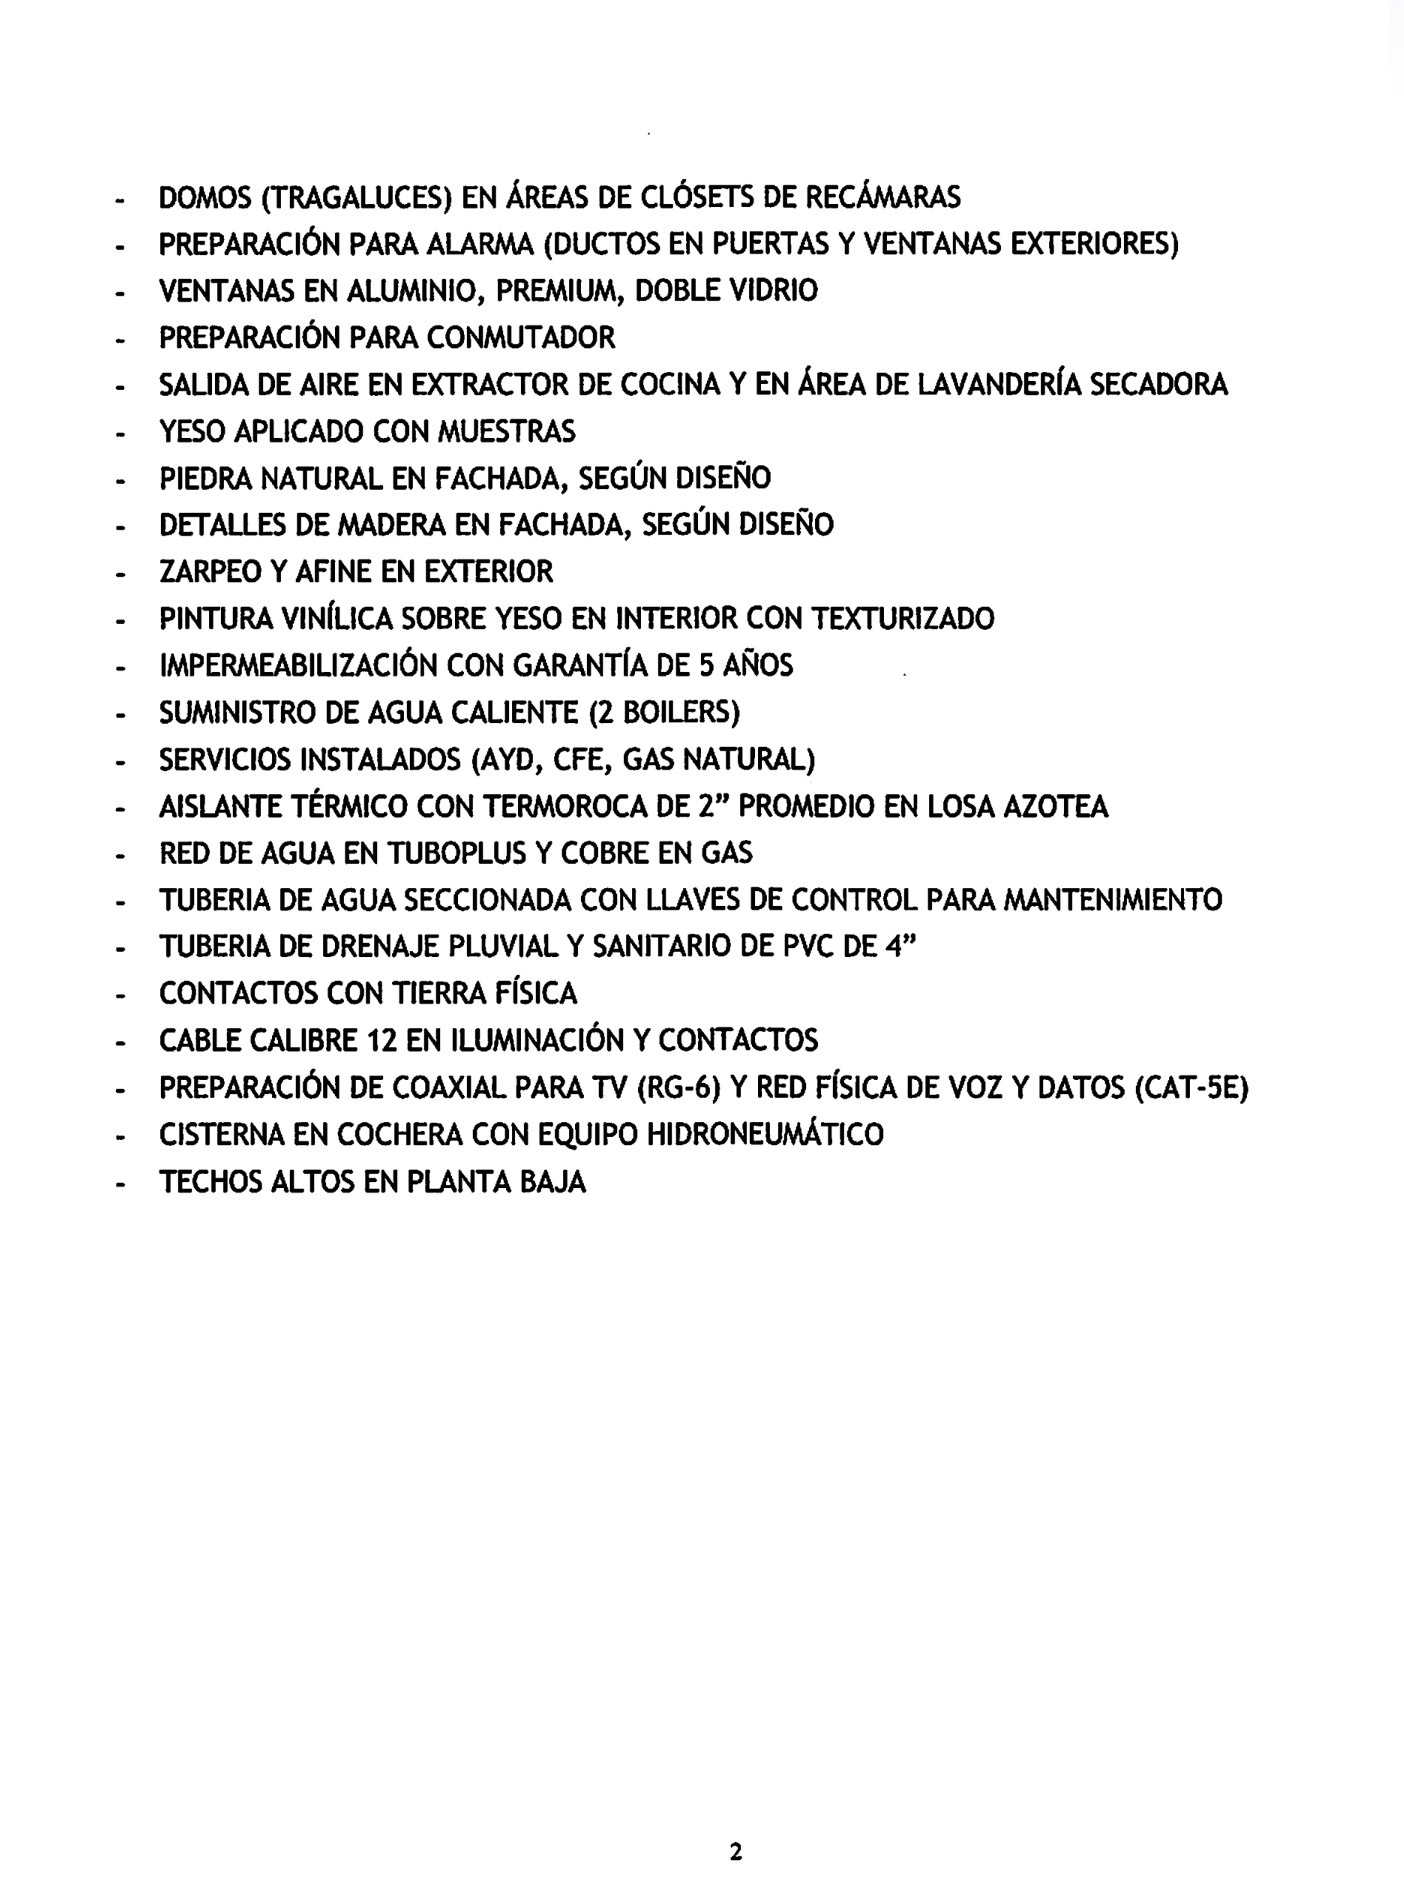 - DOMOS (TRAGALUCES) EN ÁREAS DE CLÓSETS DE RECÁMARAS
- PREPARACIÓN PARA ALARMA (DUCTOS EN PUERTAS Y VENTANAS EXTERIORES)
- VENTANAS EN ALUMINIO, PREMIUM, DOBLE VIDRIO
- PREPARACIÓN PARA CONMUTADOR
- SALIDA DE AIRE EN EXTRACTOR DE COCINA Y EN ÁREA DE LAVANDERÍA SECADORA
- YESO APLICADO CON MUESTRAS
- PIEDRA NATURAL EN FACHADA, SEGÚN DISEÑO
- DETALLES DE MADERA EN FACHADA, SEGÚN DISEÑO
- ZARPEO Y AFINE EN EXTERIOR
- PINTURA VINÍLICA SOBRE YESO EN INTERIOR CON TEXTURIZADO
- IMPERMEABILIZACIÓN CON GARANTÍA DE 5 AÑOS
- SUMINISTRO DE AGUA CALIENTE (2 BOILERS)
- SERVICIOS INSTALADOS (AYD, CFE, GAS NATURAL)
- AISLANTE TÉRMICO CON TERMOROCA DE 2” PROMEDIO EN LOSA AZOTEA
- RED DE AGUA EN TUBOPLUS Y COBRE EN GAS
- TUBERIA DE AGUA SECCIONADA CON LLAVES DE CONTROL PARA MANTENIMIENTO
- TUBERIA DE DRENAJE PLUVIAL Y SANITARIO DE PVC DE 4”
- CONTACTOS CON TIERRA FÍSICA
- CABLE CALIBRE 12 EN ILUMINACIÓN Y CONTACTOS
- PREPARACIÓN DE COAXIAL PARA TV (RG-6) Y RED FÍSICA DE VOZ Y DATOS (CAT-5E)
- CISTERNA EN COCHERA CON EQUIPO HIDRONEUMÁTICO
- TECHOS ALTOS EN PLANTA BAJA
2